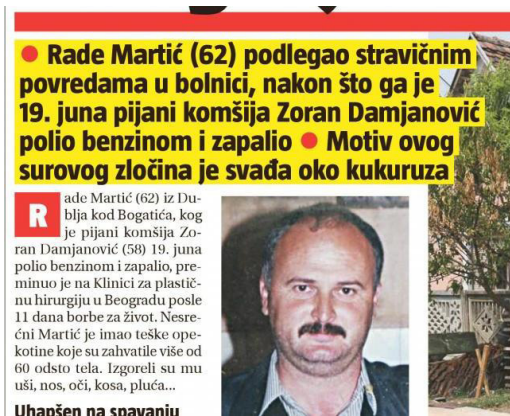 ● Rade Martić (62) podlegao stravičnim
povredama u bolnici, nakon što ga je
19. juna pijani komšija Zoran Damjanović
polio benzinom i zapalio ● Motiv ovog
surovog zločina je svađa oko kukuruza
Rade Martić (62) iz Du-
blja kod Bogatića, kog
je pijani komšija Zo-
ran Damjanović (58) 19. juna
polio benzinom i zapalio, pre-
minuo je na Klinici za plastič-
nu hirurgiju u Beogradu posle
11 dana borbe za život. Nesre-
ćni Martić je imao teške ope-
kotine koje su zahvatile više od
60 odsto tela. Izgoreli su mu
uši, nos, oči, kosa, pluća...
Uhapšen na spavanju